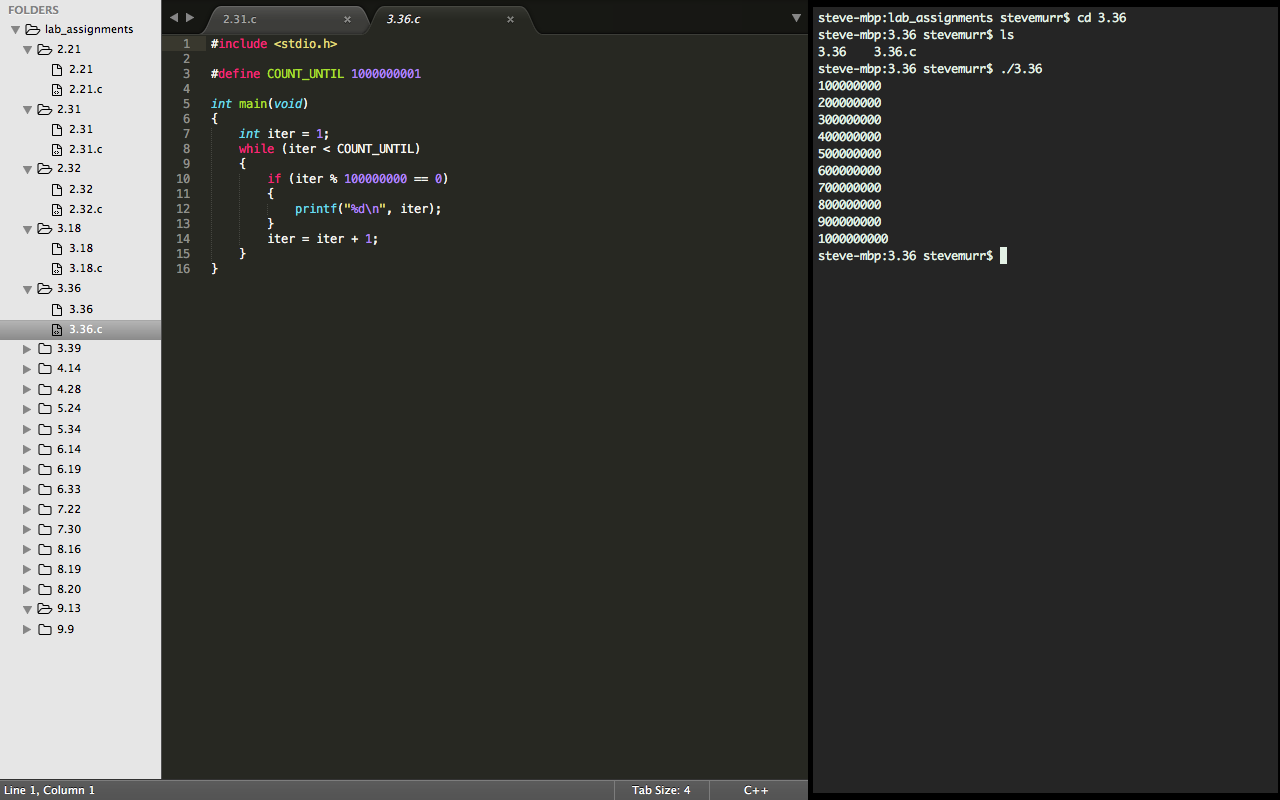 FOLDERS
lab_assignments
2.21
2.21
2.21.c
2.31
2.31
2.31.c
2.32
2.32
2.32.c
3.18
3.18
3.18.c
3.36
3.36
3.36.c
3.39
4.14
4.28
5.24
5.34
6.14
6.19
6.33
7.22
7.30
8.16
8.19
8.20
9.13
9.9
2.31.c ×
3.36.c ×
1 #include <stdio.h>
2
3 #define COUNT_UNTIL 1000000001
4
5 int main(void)
6 {
7     int iter = 1;
8     while (iter < COUNT_UNTIL)
9     {
10         if (iter % 100000000 == 0)
11         {
12             printf("%d\n", iter);
13         }
14         iter = iter + 1;
15     }
16 }
steve-mbp:lab_assignments stevemurr$ cd 3.36
steve-mbp:3.36 stevemurr$ ls
3.36    3.36.c
steve-mbp:3.36 stevemurr$ ./3.36
100000000
200000000
300000000
400000000
500000000
600000000
700000000
800000000
900000000
1000000000
steve-mbp:3.36 stevemurr$
Line 1, Column 1
Tab Size: 4
C++